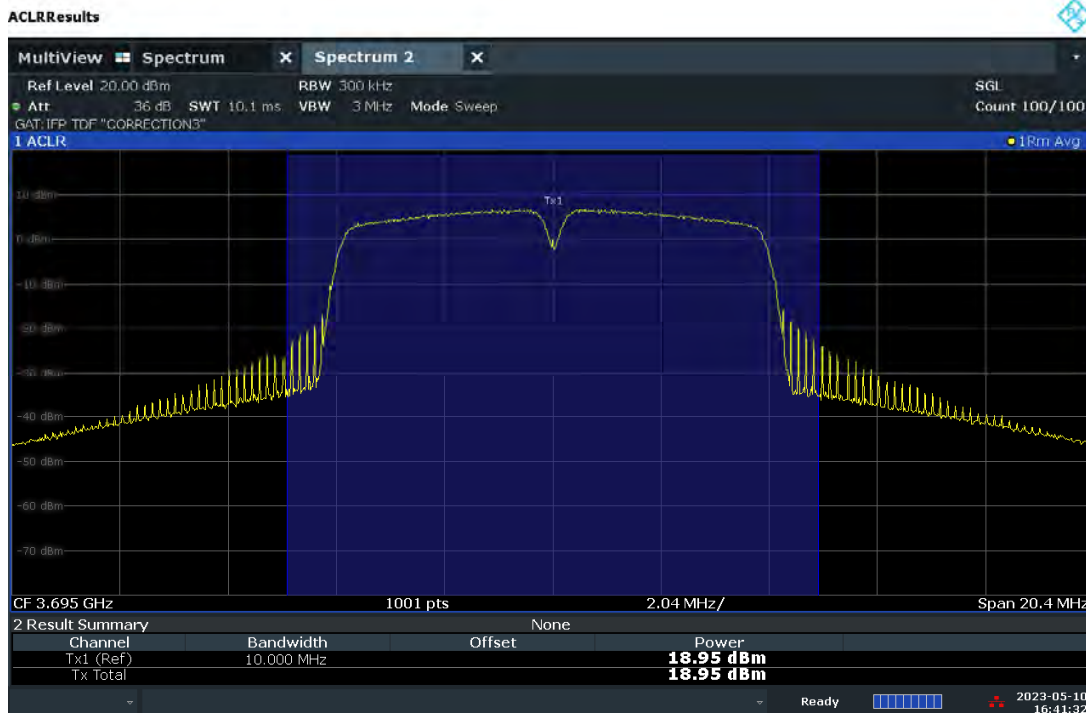 ACLRResults
MultiView Spectrum X Spectrum 2 X
Ref Level 20.00 dBm RBW 300 kHz SGL
Att 36 dB SWT 10.1 ms VBW 3 MHz Mode Sweep Count 100/100
GAT:IFP TDF "CORRECTION3"
1 ACLR 1Rm Avg
10 dBm
Tx1
0 dBm
-10 dBm
-20 dBm
-30 dBm
-40 dBm
-50 dBm
-60 dBm
-70 dBm
CF 3.695 GHz 1001 pts 2.04 MHz/ Span 20.4 MHz
2 Result Summary None
Channel Bandwidth Offset Power
Tx1 (Ref) 10.000 MHz 18.95 dBm
Tx Total 18.95 dBm
Ready 2023-05-10
16:41:32